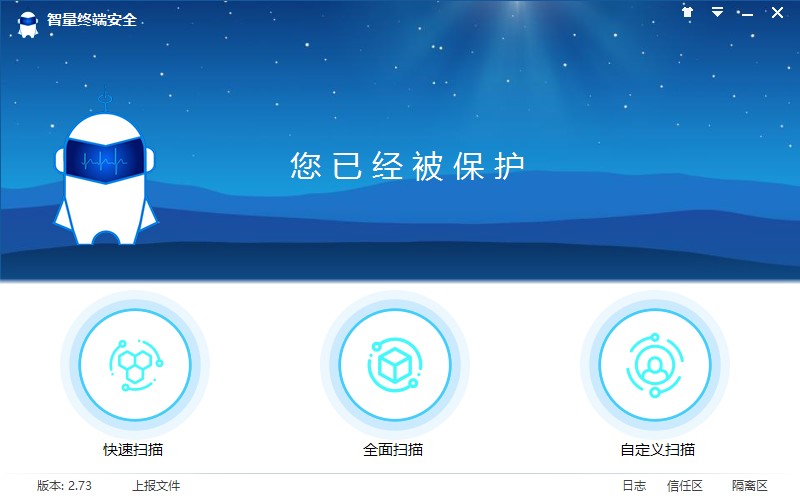 智量终端安全
您已经被保护
快速扫描
全面扫描
自定义扫描
版本: 2.73
上报文件
日志
信任区
隔离区